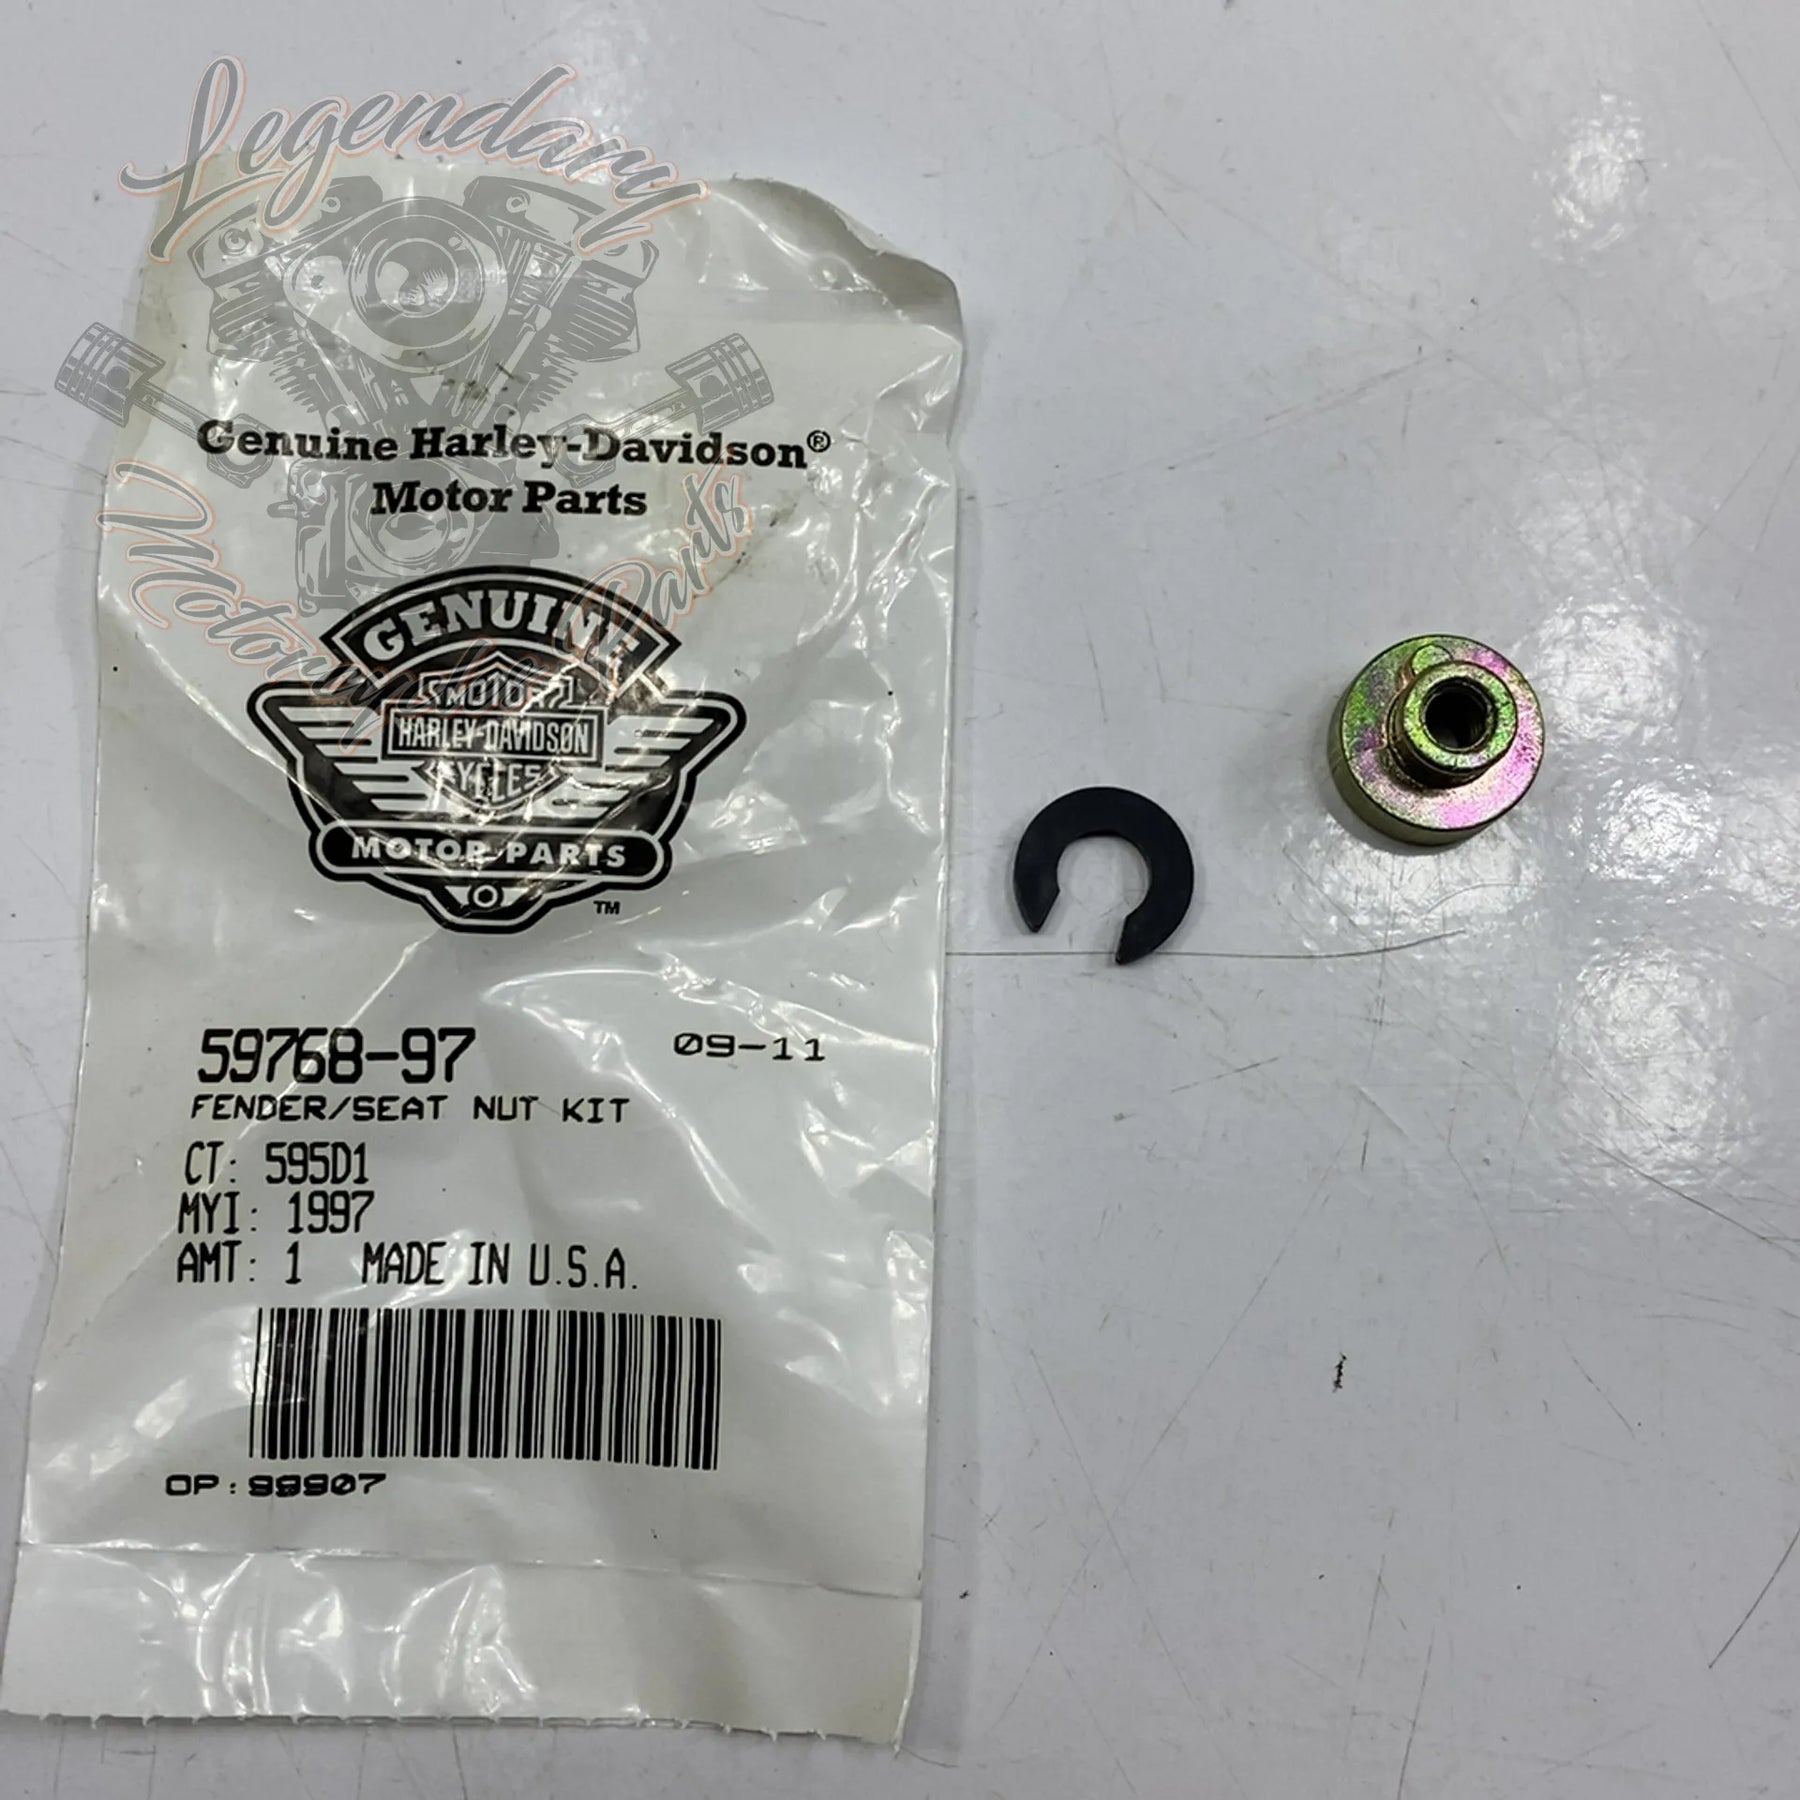 Legendary
Motorcycle Parts
Genuine Harley-Davidson®
Motor Parts
GENUINE
MOTOR
HARLEY-DAVIDSON
CYCLES
MOTOR PARTS
TM
59768-97 09-11
FENDER/SEAT NUT KIT
CT: 595D1
MYI: 1997
AMT: 1 MADE IN U.S.A.
OP: 99907